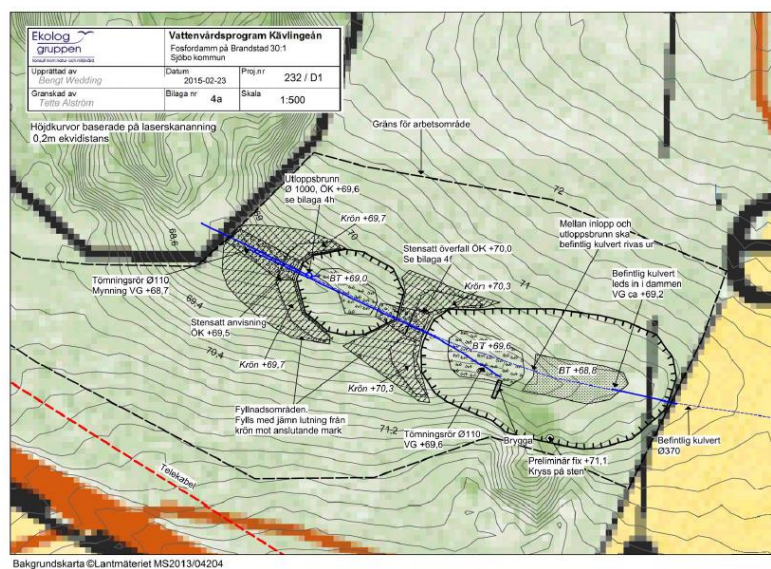 Ekolog
gruppen
Vattenvårdsprogram Kävlingeån
Fosfordamm på Brandstad 30:1
Sjöbo kommun
Upprättad av
Bengt Wedding
Datum
2015-02-23
Proj.nr
232 / D1
Granskad av
Tette Alström
Bilaga nr
4a
Skala
1:500
Höjdkurvor baserade på laserskananning
0,2m ekvidistans
Gräns för arbetsområde
72
Utloppsbrunn
Ø 1000, ÖK +69,6
se bilaga 4h
Krön +69,7
68,6
69
70
Mellan inlopp och
utloppsbrunn ska
befintlig kulvert rivas ur
Stensatt överfall ÖK +70,0
Se bilaga 4f
Befintlig kulvert
leds in i dammen
VG ca +69,2
BT +69,0
Tömningsrör Ø110
Mynning VG +68,7
Krön +70,3
71
69,4
Stensatt anvisning
ÖK +69,5
70,4
Krön +69,7
BT +69,6
BT +68,8
Krön +70,3
Fyllnadsområden.
Fylls med jämn lutning från
krön mot anslutande mark
71,2
Tömningsrör Ø110
VG +69,6
Brygga
Befintlig kulvert
Ø370
Preliminär fix +71,1
Kryss på sten
Telekabel
Bakgrundskarta ©Lantmäteriet MS2013/04204